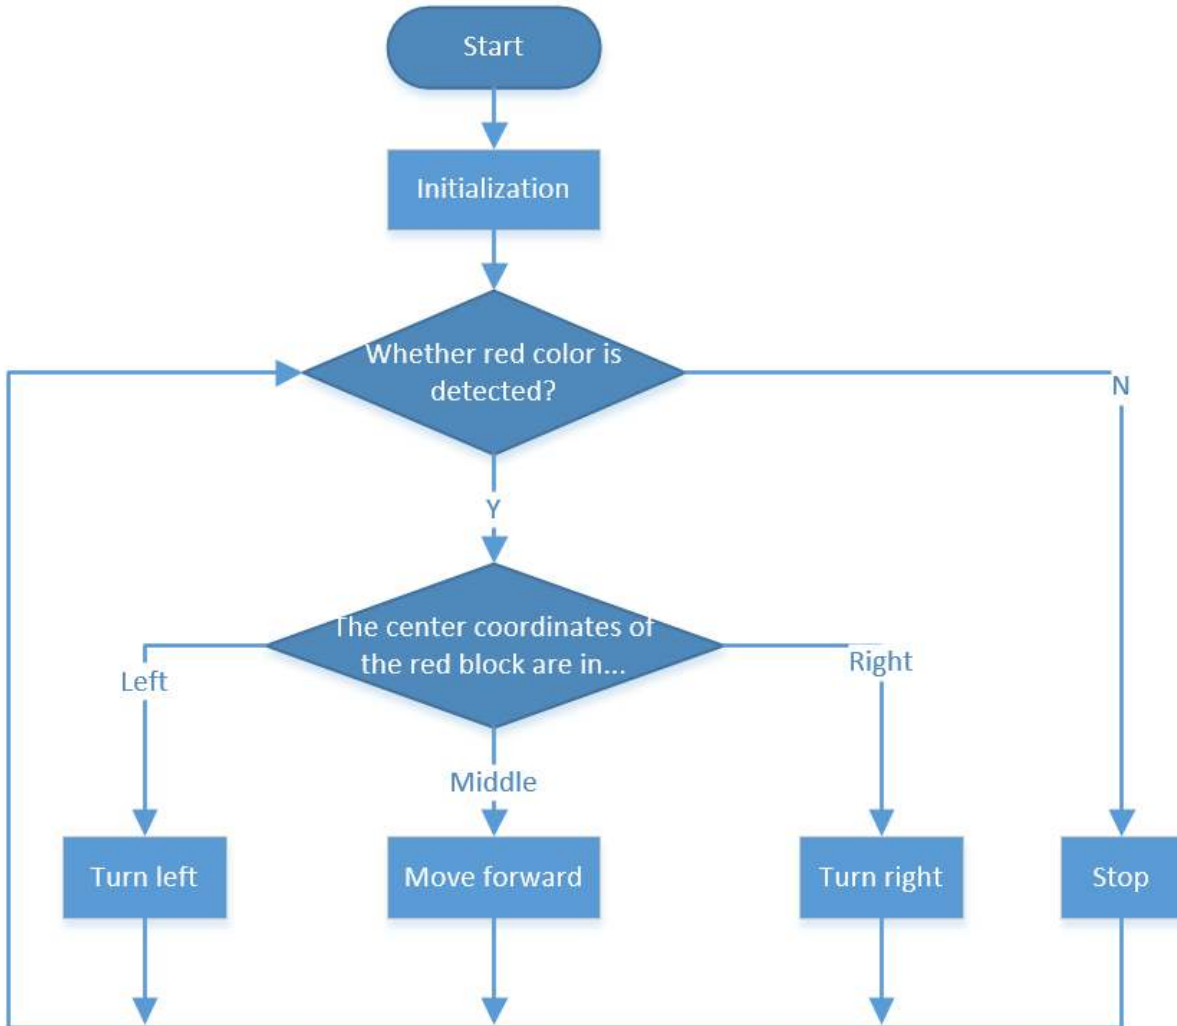 Start
Initialization
Whether red color is
detected?
N
Y
The center coordinates of
the red block are in...
Left
Right
Middle
Turn left
Move forward
Turn right
Stop